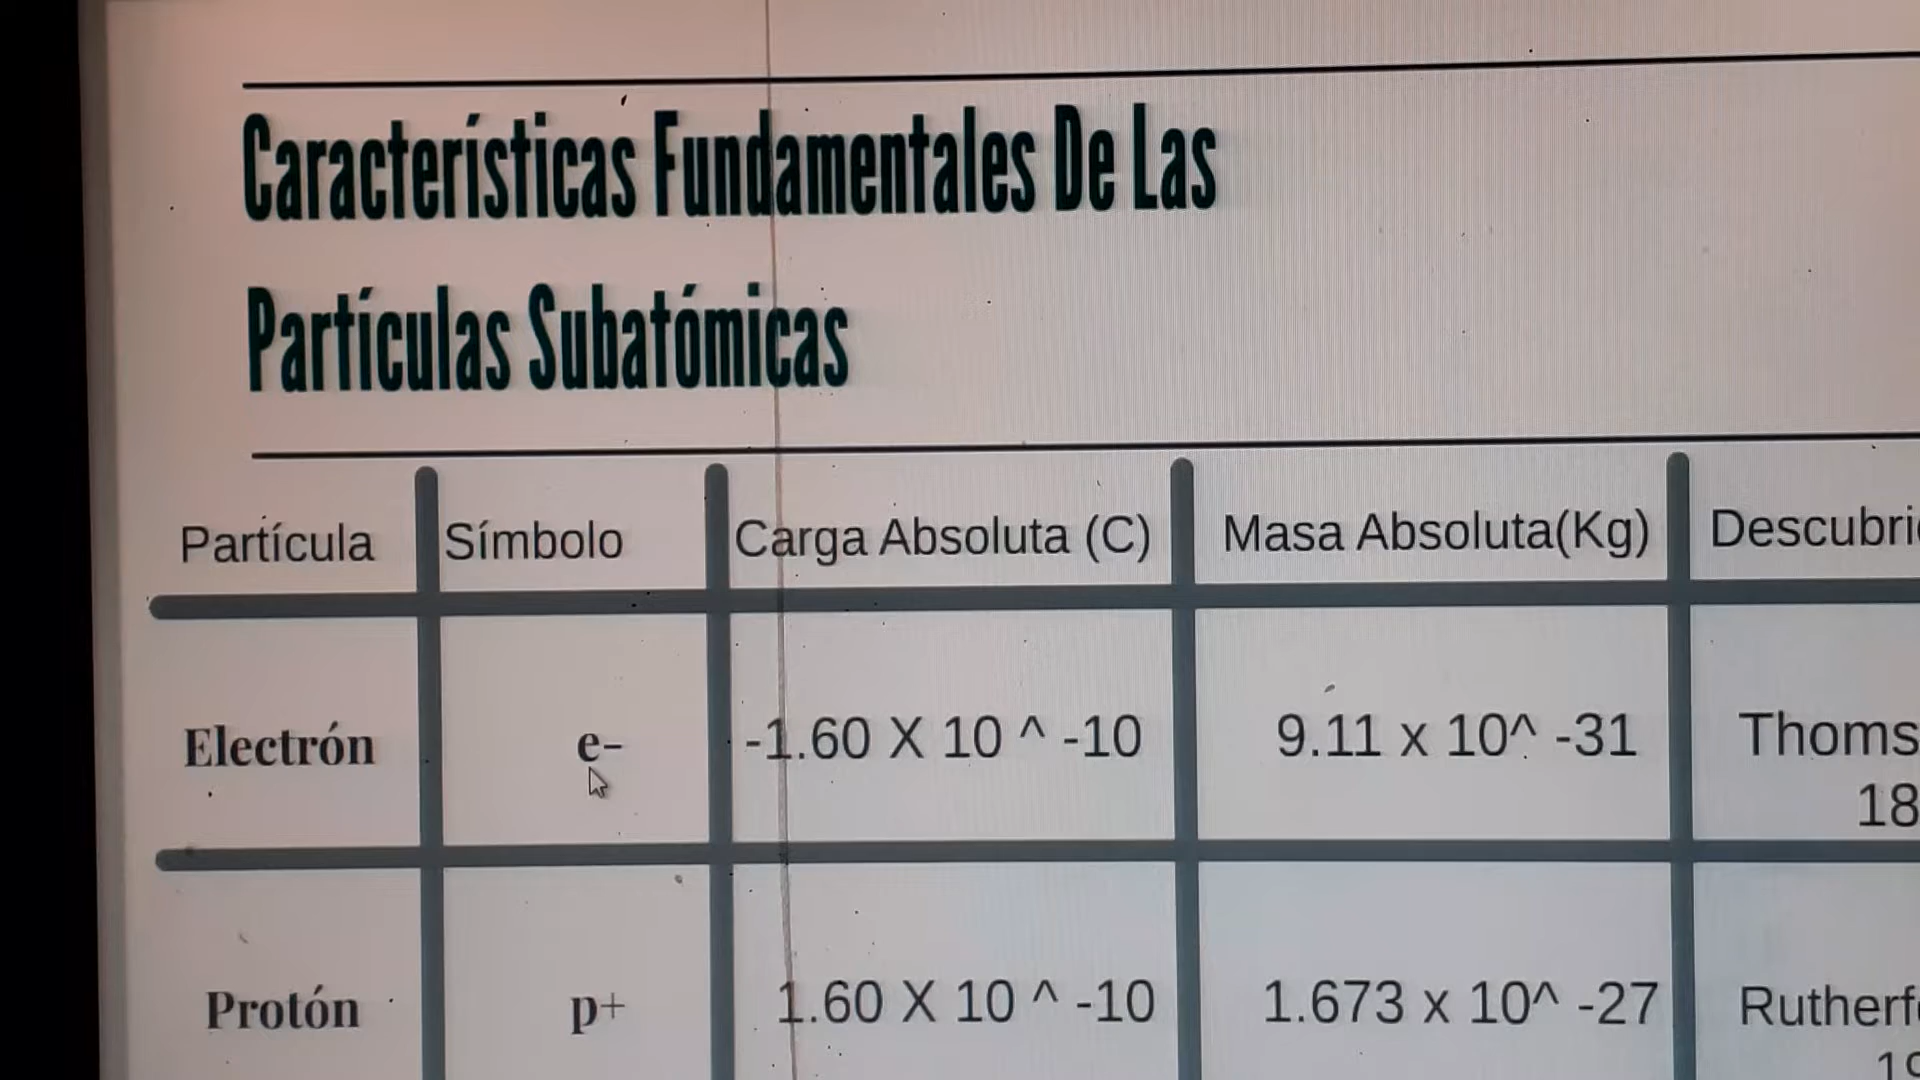 Características Fundamentales De Las
Partículas Subatómicas
Partícula Símbolo Carga Absoluta (C) Masa Absoluta(Kg)
Electrón e- -1.60 X 10 ^ -10 9.11 x 10^ -31
Protón p+ 1.60 X 10 ^ -10 1.673 x 10^ -27